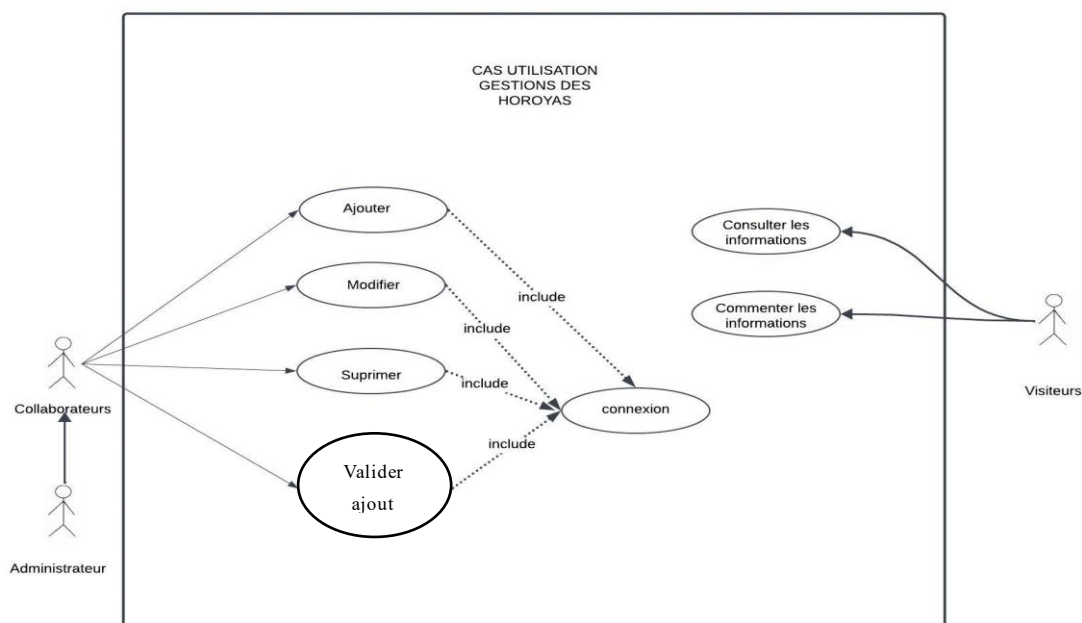 CAS UTILISATION
GESTIONS DES
HOROYAS
Ajouter
Consulter les
informations
Modifier
include
Commenter les
informations
include
Suprimer
include
Collaborateurs
connexion
Visiteurs
include
Valider
ajout
Administrateur